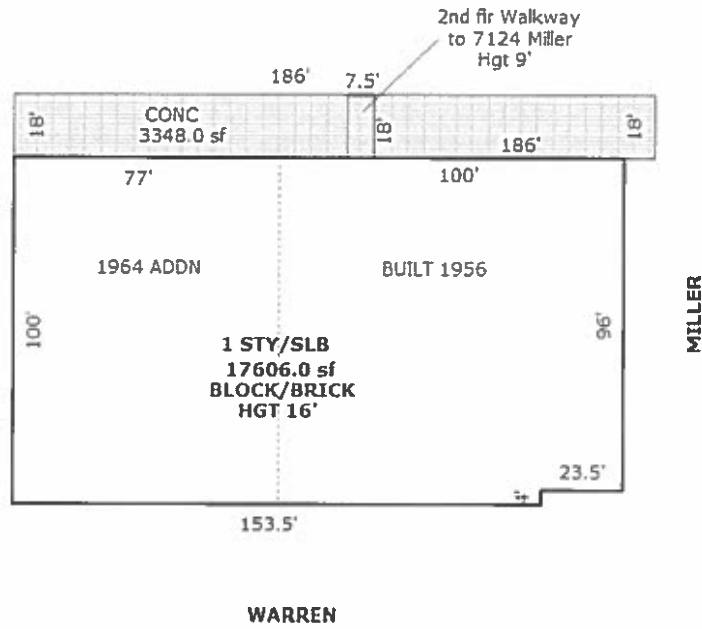 2nd flr Walkway
to 7124 Miller
Hgt 9'
186'
7.5'
CONC
3348.0 sf
18'
18'
18'
186'
77'
100'
1964 ADDN
BUILT 1956
100'
96'
MILLER
1 STY/SLB
17606.0 sf
BLOCK/BRICK
HGT 16'
23.5'
153.5'
WARREN